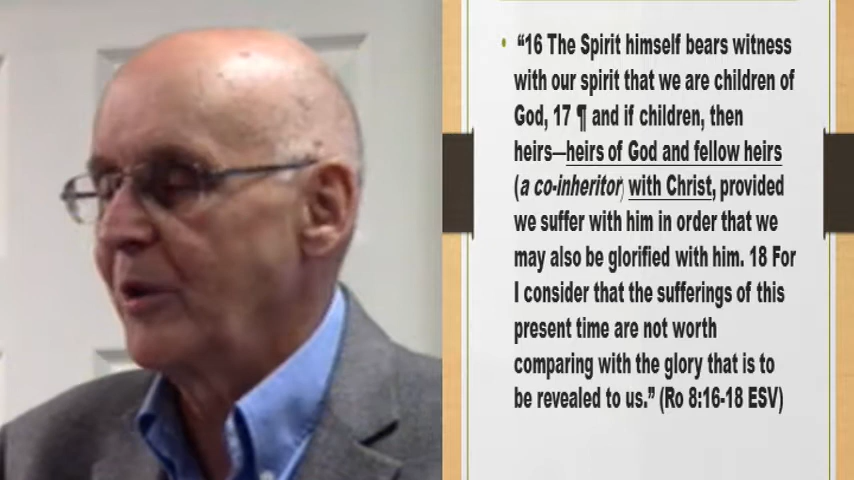 • “16 The Spirit himself bears witness
with our spirit that we are children of
God, 17 ¶ and if children, then
heirs—heirs of God and fellow heirs
(a co-inheritor) with Christ, provided
we suffer with him in order that we
may also be glorified with him. 18 For
I consider that the sufferings of this
present time are not worth
comparing with the glory that is to
be revealed to us.” (Ro 8:16-18 ESV)